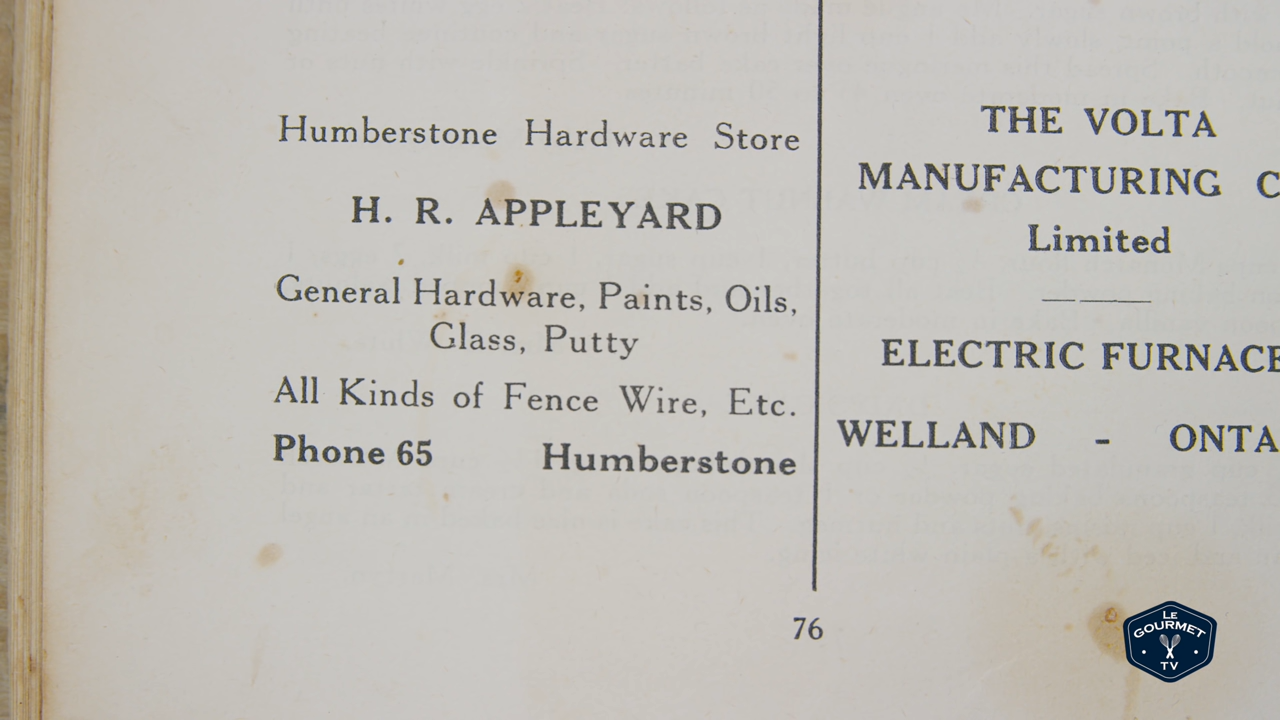 Humberstone Hardware Store
H. R. APPLEYARD
General Hardware, Paints, Oils,
Glass, Putty
All Kinds of Fence Wire, Etc.
Phone 65 Humberstone
THE VOLTA
MANUFACTURING C
Limited
ELECTRIC FURNACE
WELLAND - ONTA
76
LE
GOURMET
TV